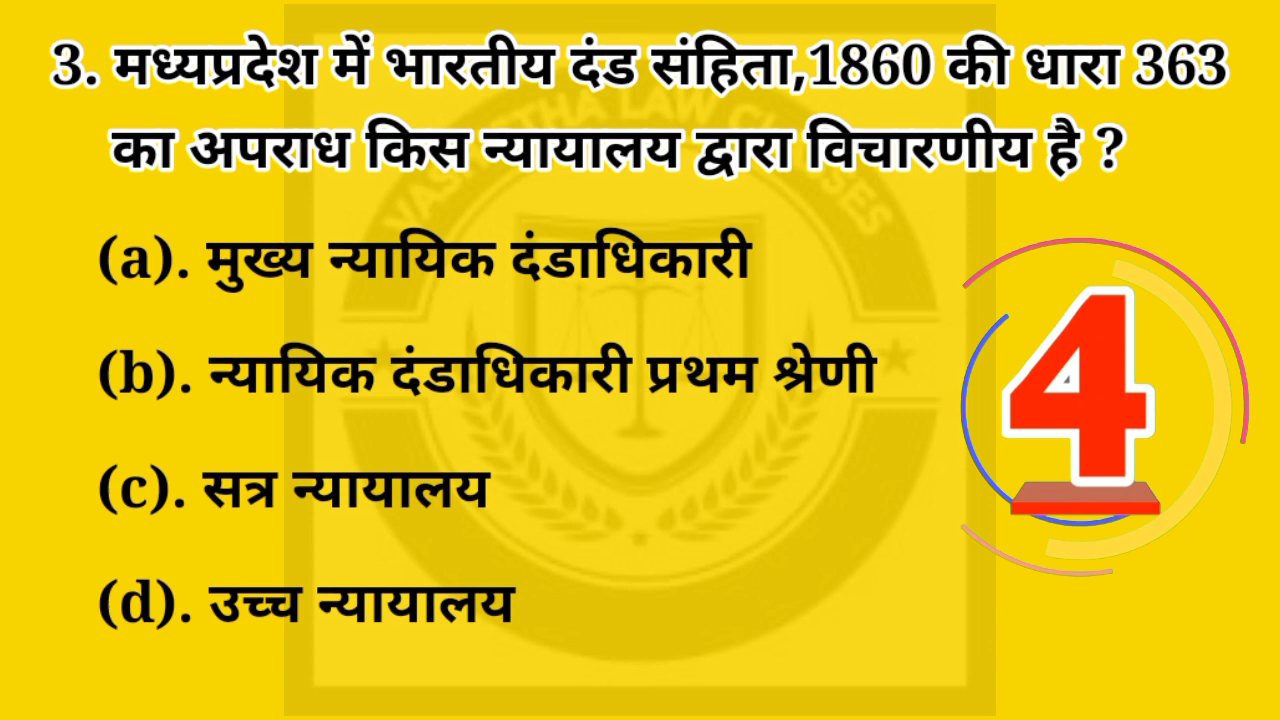 3. मध्यप्रदेश में भारतीय दंड संहिता,1860 की धारा 363
का अपराध किस न्यायालय द्वारा विचारणीय है ?
(a). मुख्य न्यायिक दंडाधिकारी
(b). न्यायिक दंडाधिकारी प्रथम श्रेणी
(c). सत्र न्यायालय
(d). उच्च न्यायालय
4